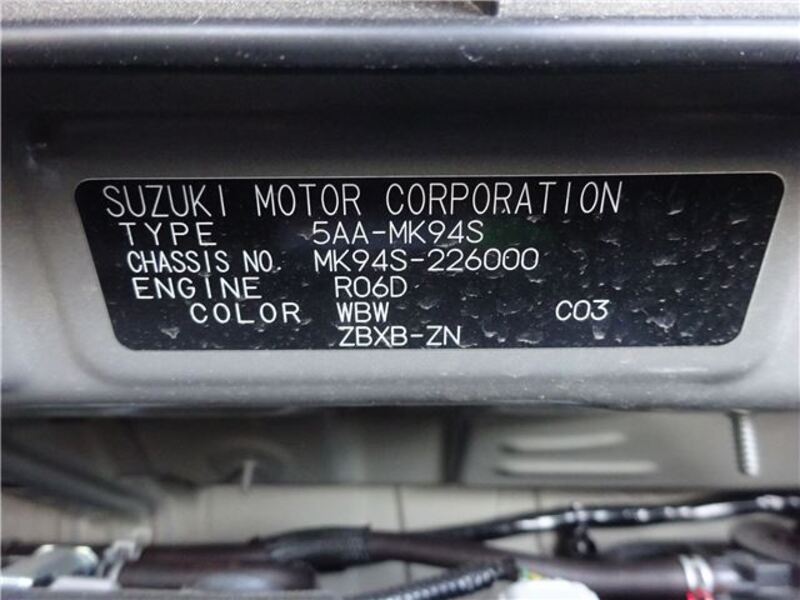 SUZUKI MOTOR CORPORATION
TYPE 5AA-MK94S
CHASSIS NO. MK94S-226000
ENGINE R06D
COLOR WBW C03
ZBXB-ZN